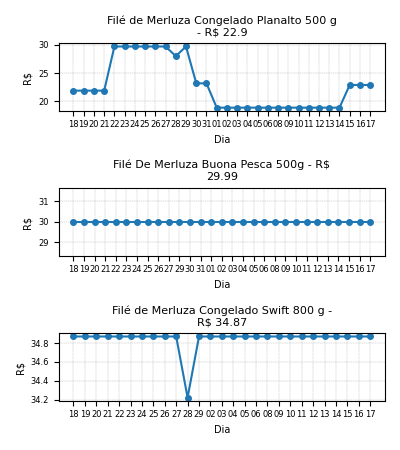 Filé de Merluza Congelado Planalto 500 g
- R$ 22.9
30
25
20
R$
18 19 20 21 22 23 24 25 26 27 28 29 30 31 01 02 03 04 05 06 08 09 10 11 12 13 14 15 16 17
Dia
Filé De Merluza Buona Pesca 500g - R$
29.99
31
30
29
R$
18 19 20 21 22 23 24 25 26 27 28 29 30 31 01 02 03 04 05 06 08 09 10 11 12 13 14 15 16 17
Dia
Filé de Merluza Congelado Swift 800 g -
R$ 34.87
34.8
34.6
34.4
34.2
R$
18 19 20 21 22 23 24 25 26 27 28 29 02 03 04 05 06 08 09 10 11 12 13 14 15 16 17
Dia